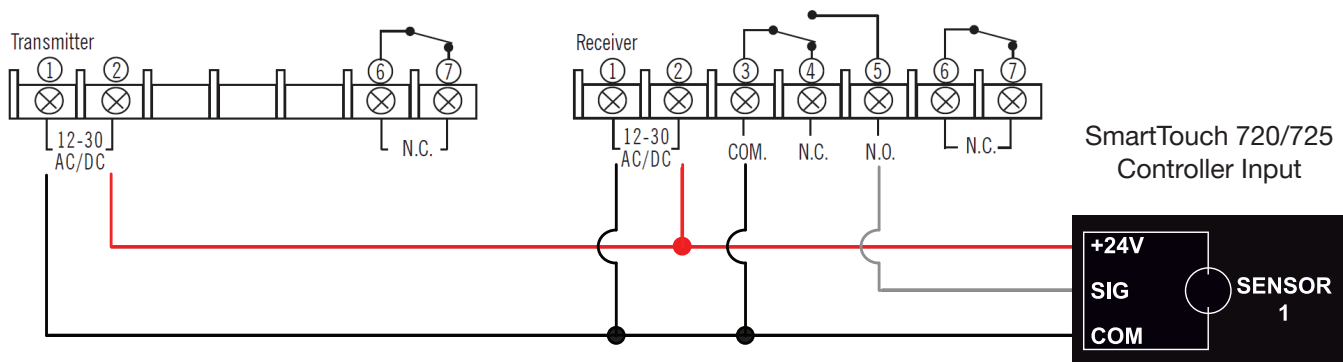 Transmitter
1 2 6 7
12-30
AC/DC
N.C.
Receiver
1 2 3 4 5 6 7
12-30
AC/DC
COM.
N.C.
N.O.
N.C.
SmartTouch 720/725
Controller Input
+24V
SIG
COM
SENSOR
1